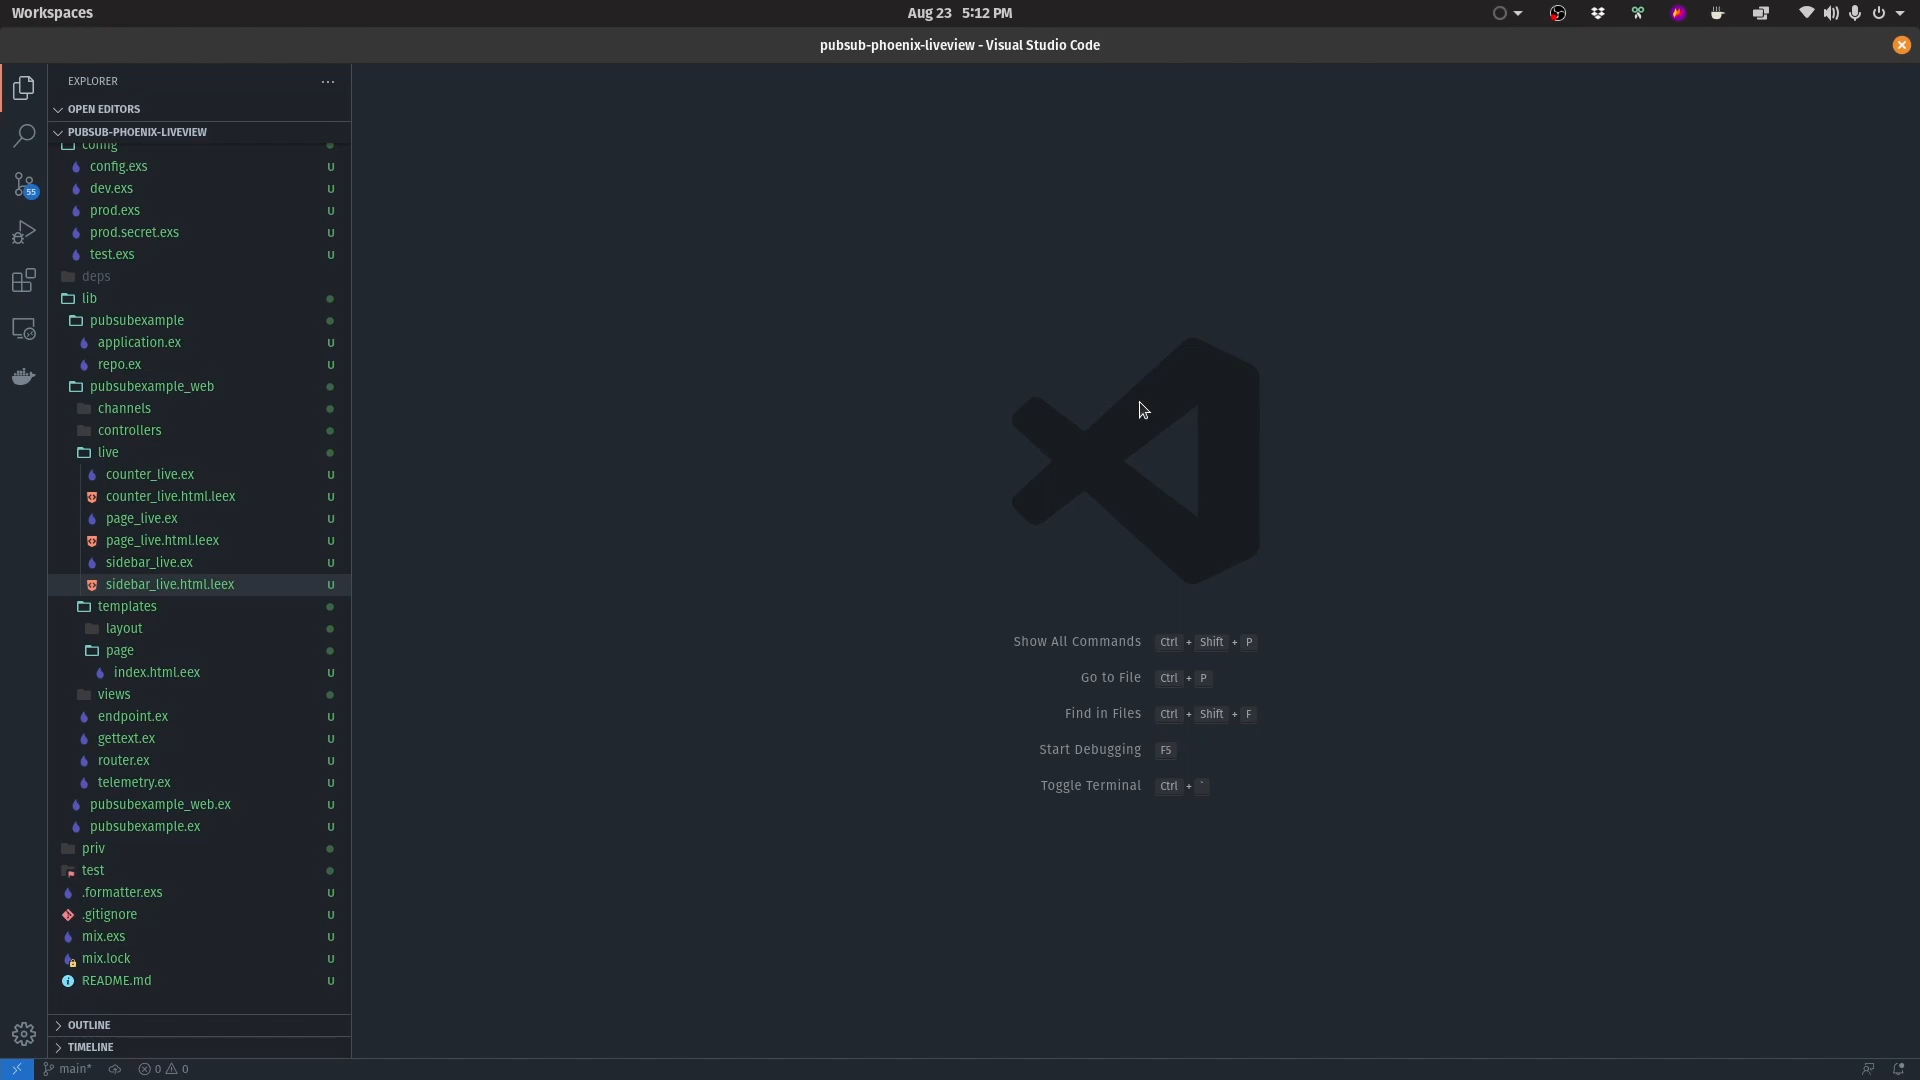 Workspaces
Aug 23 5:12 PM
pubsub-phoenix-liveview - Visual Studio Code
EXPLORER
OPEN EDITORS
PUBSUB-PHOENIX-LIVEVIEW
config
config.exs U
dev.exs U
55
prod.exs U
prod.secret.exs U
test.exs U
deps
lib
pubsubexample
application.ex U
repo.ex U
pubsubexample_web
channels
controllers
live
counter_live.ex U
counter_live.html.leex U
page_live.ex U
page_live.html.leex U
sidebar_live.ex U
sidebar_live.html.leex U
templates
layout
page
index.html.eex U
views
endpoint.ex U
gettext.ex U
router.ex U
telemetry.ex U
pubsubexample_web.ex U
pubsubexample.ex U
priv
test
.formatter.exs U
.gitignore U
mix.exs U
mix.lock U
README.md U
OUTLINE
TIMELINE
Show All Commands Ctrl + Shift + P
Go to File Ctrl + P
Find in Files Ctrl + Shift + F
Start Debugging F5
Toggle Terminal Ctrl + `
main* 0 0